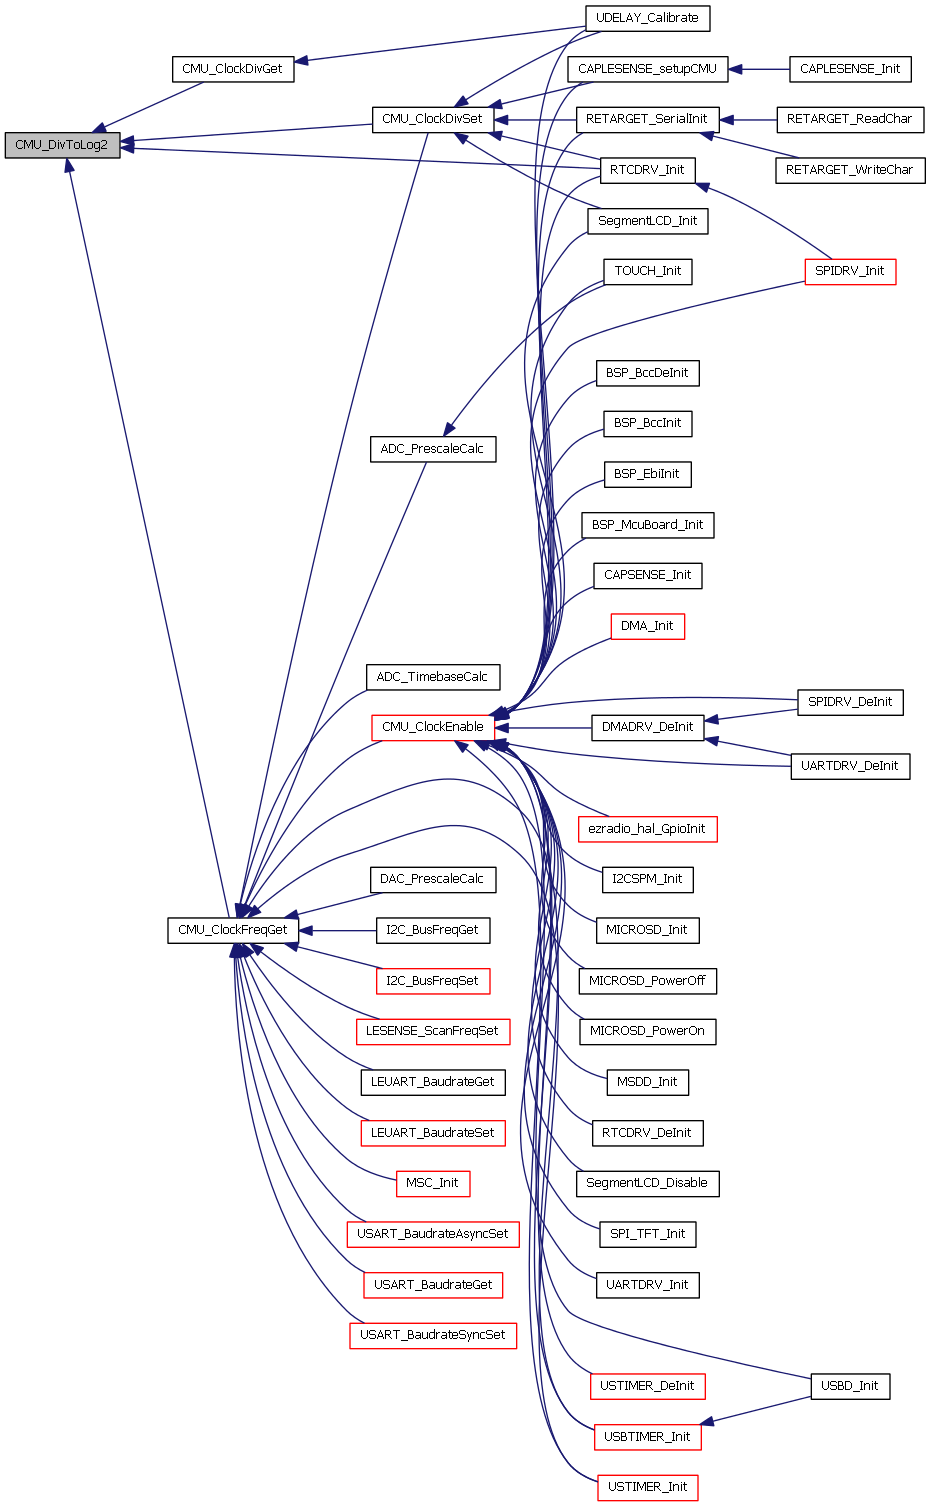 UDELAY_Calibrate
CMU_ClockDivGet
CAPLESENSE_setupCMU
CAPLESENSE_Init
CMU_ClockDivSet
RETARGET_SerialInit
RETARGET_ReadChar
CMU_DivToLog2
RTCDRV_Init
RETARGET_WriteChar
SegmentLCD_Init
TOUCH_Init
SPIDRV_Init
BSP_BccDeInit
BSP_BccInit
ADC_PrescaleCalc
BSP_EbiInit
BSP_McuBoard_Init
CAPSENSE_Init
DMA_Init
ADC_TimebaseCalc
SPIDRV_DeInit
CMU_ClockEnable
DMADRV_DeInit
UARTDRV_DeInit
ezradio_hal_GpioInit
DAC_PrescaleCalc
I2CSPM_Init
CMU_ClockFreqGet
I2C_BusFreqGet
MICROSD_Init
I2C_BusFreqSet
MICROSD_PowerOff
LESENSE_ScanFreqSet
MICROSD_PowerOn
LEUART_BaudrateGet
MSDD_Init
LEUART_BaudrateSet
RTCDRV_DeInit
MSC_Init
SegmentLCD_Disable
USART_BaudrateAsyncSet
SPI_TFT_Init
USART_BaudrateGet
UARTDRV_Init
USART_BaudrateSyncSet
USTIMER_DeInit
USBD_Init
USBTIMER_Init
USTIMER_Init